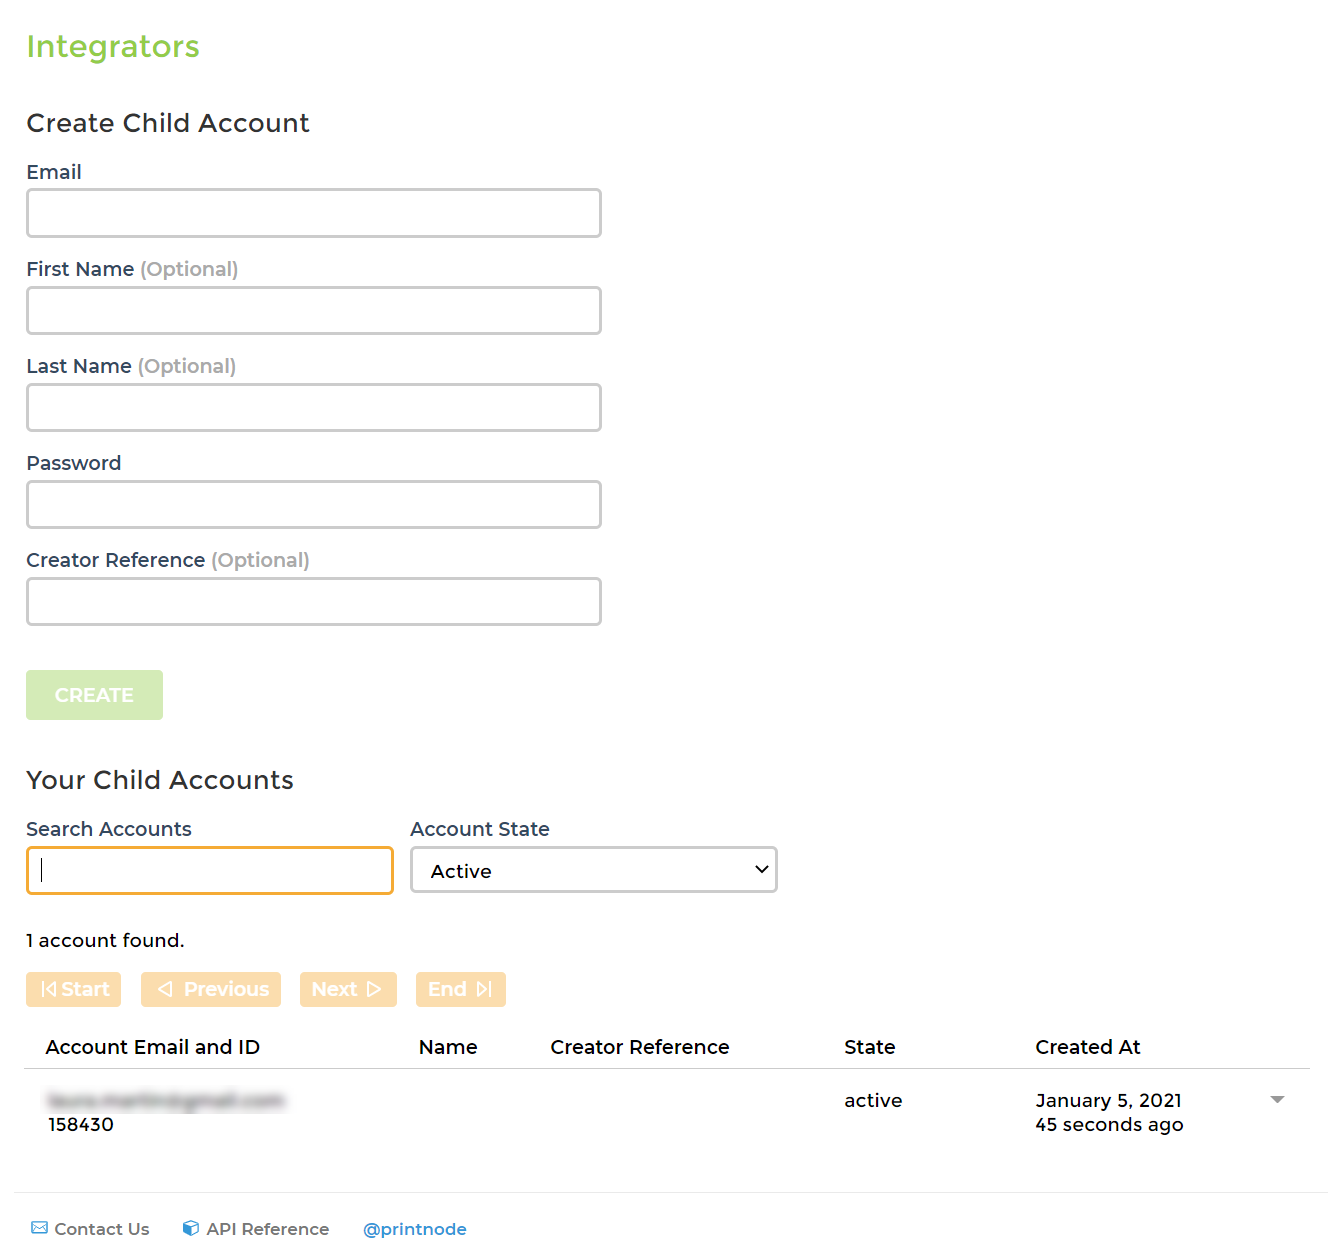 Integrators
Create Child Account
Email
First Name (Optional)
Last Name (Optional)
Password
Creator Reference (Optional)
CREATE
Your Child Accounts
Search Accounts
Account State
Active
1 account found.
Start
Previous
Next
End
Account Email and ID Name Creator Reference State Created At
active January 5, 2021
158430 45 seconds ago
Contact Us API Reference @printnode